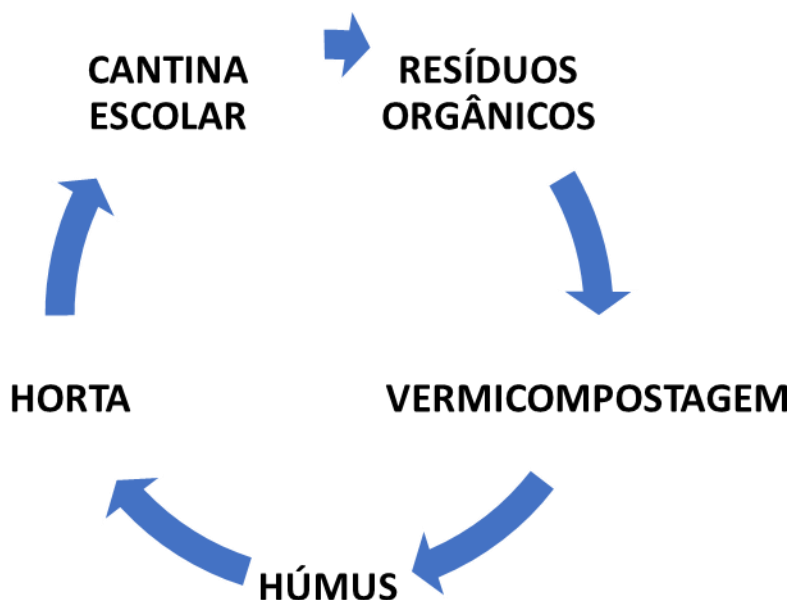 CANTINA
ESCOLAR
RESÍDUOS
ORGÂNICOS
HORTA
VERMICOMPOSTAGEM
HÚMUS